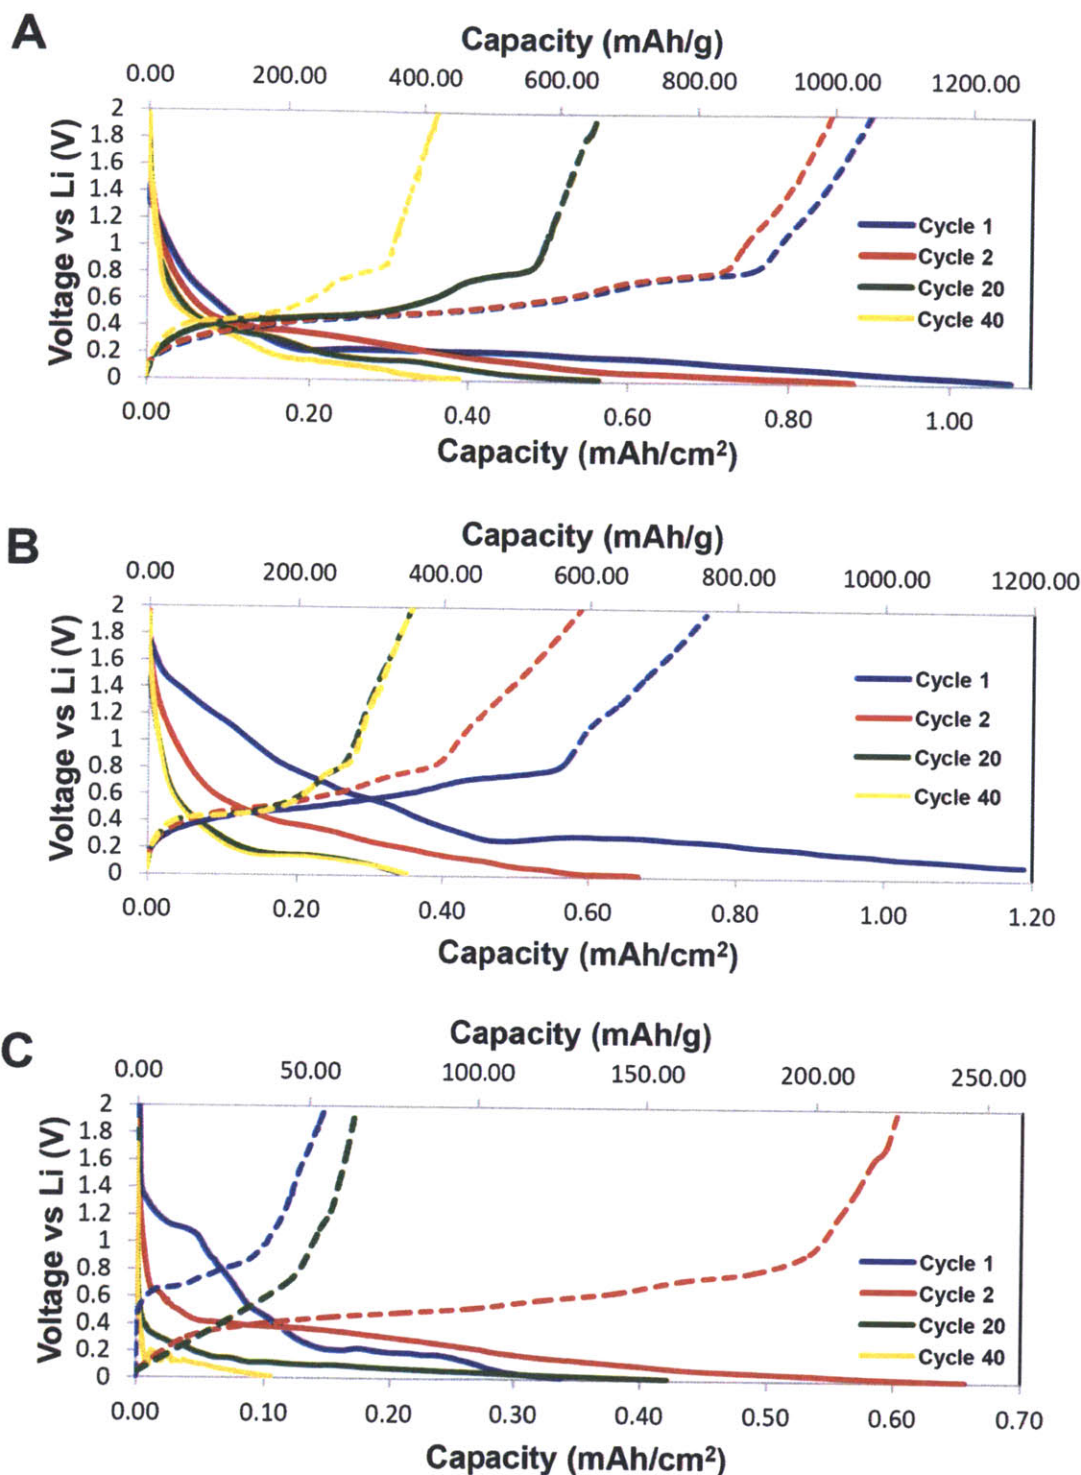 A
Capacity (mAh/g)
0.00 200.00 400.00 600.00 800.00 1000.00 1200.00
Voltage vs Li (V)
2
1.8
1.6
1.4
1.2
1
0.8
0.6
0.4
0.2
0
Cycle 1
Cycle 2
Cycle 20
Cycle 40
0.00 0.20 0.40 0.60 0.80 1.00
Capacity (mAh/cm²)
B
Capacity (mAh/g)
0.00 200.00 400.00 600.00 800.00 1000.00 1200.00
Voltage vs Li (V)
2
1.8
1.6
1.4
1.2
1
0.8
0.6
0.4
0.2
0
Cycle 1
Cycle 2
Cycle 20
Cycle 40
0.00 0.20 0.40 0.60 0.80 1.00 1.20
Capacity (mAh/cm²)
C
Capacity (mAh/g)
0.00 50.00 100.00 150.00 200.00 250.00
Voltage vs Li (V)
2
1.8
1.6
1.4
1.2
1
0.8
0.6
0.4
0.2
0
Cycle 1
Cycle 2
Cycle 20
Cycle 40
0.00 0.10 0.20 0.30 0.40 0.50 0.60 0.70
Capacity (mAh/cm²)